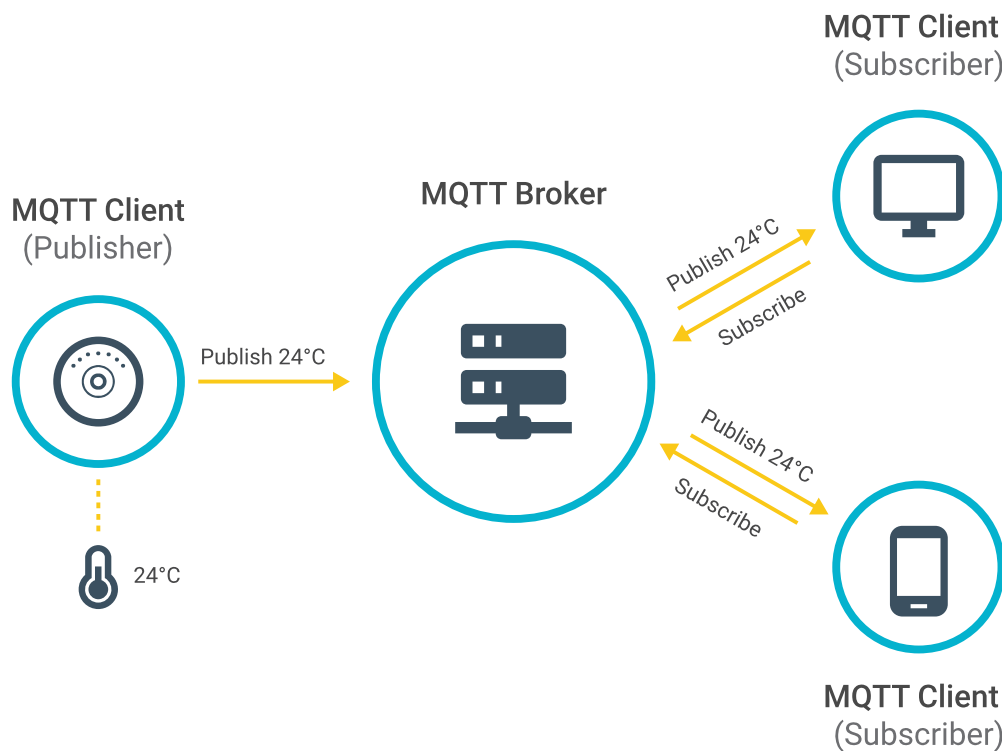 MQTT Client
(Subscriber)
MQTT Broker
MQTT Client
(Publisher)
Publish 24°C
Subscribe
Publish 24°C
Publish 24°C
Subscribe
24°C
MQTT Client
(Subscriber)